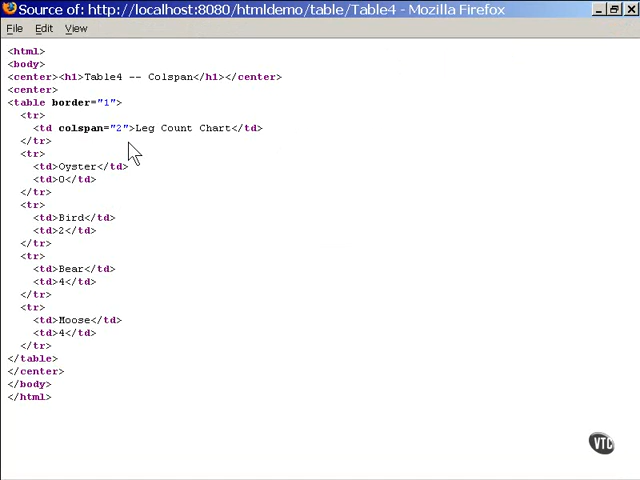 Source of: http://localhost:8080/htmldemo/table/Table4 - Mozilla Firefox
File Edit View
<html>
<body>
<center><h1>Table4 -- Colspan</h1></center>
<center>
<table border="1">
<tr>
<td colspan="2">Leg Count Chart</td>
</tr>
<tr>
<td>Oyster</td>
<td>0</td>
</tr>
<tr>
<td>Bird</td>
<td>2</td>
</tr>
<tr>
<td>Bear</td>
<td>4</td>
</tr>
<tr>
<td>Moose</td>
<td>4</td>
</tr>
</table>
</center>
</body>
</html>
VTC